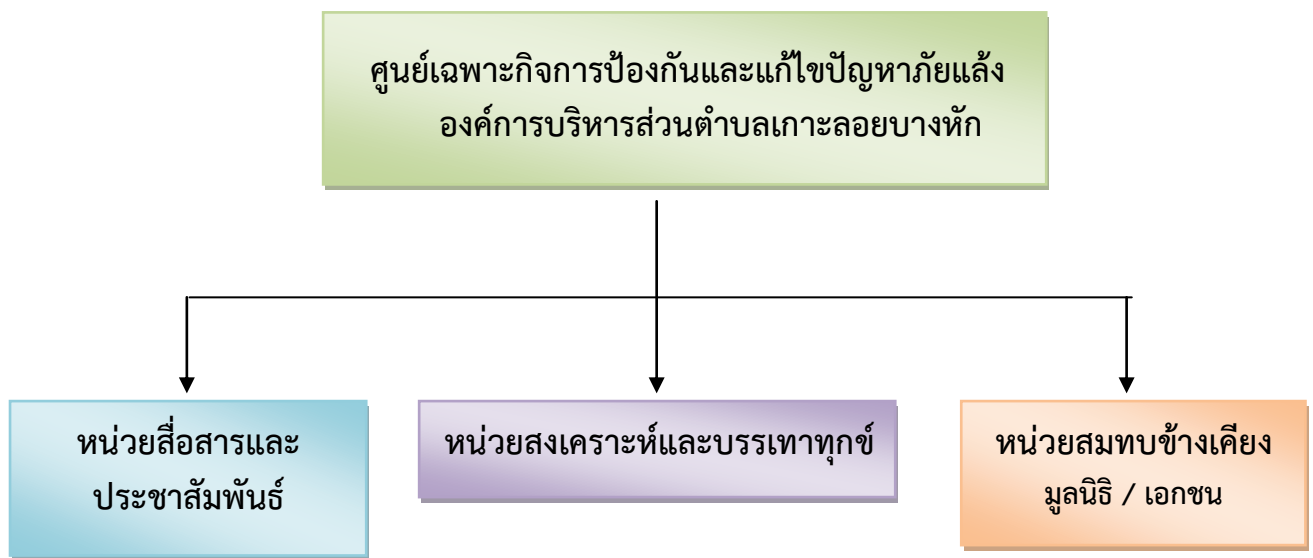 ศูนย์เฉพาะกิจการป้องกันและแก้ไขปัญหาภัยแล้ง
องค์การบริหารส่วนตำบลเกาะลอยบางหัก
หน่วยสื่อสารและ
ประชาสัมพันธ์
หน่วยสงเคราะห์และบรรเทาทุกข์
หน่วยสมทบข้างเคียง
มูลนิธิ / เอกชน